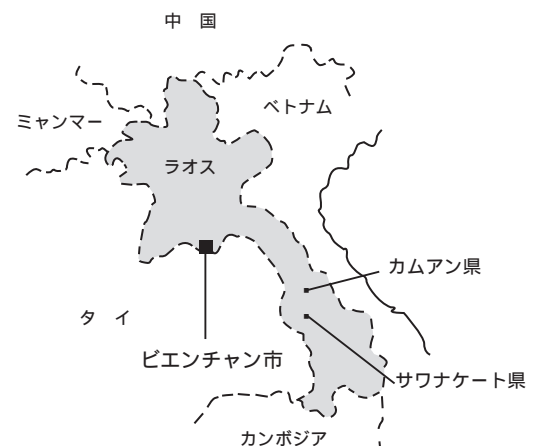 中　国
ベトナム
ミャンマー
ラオス
カムアン県
タ　イ
ビエンチャン市
サワナケート県
カンボジア